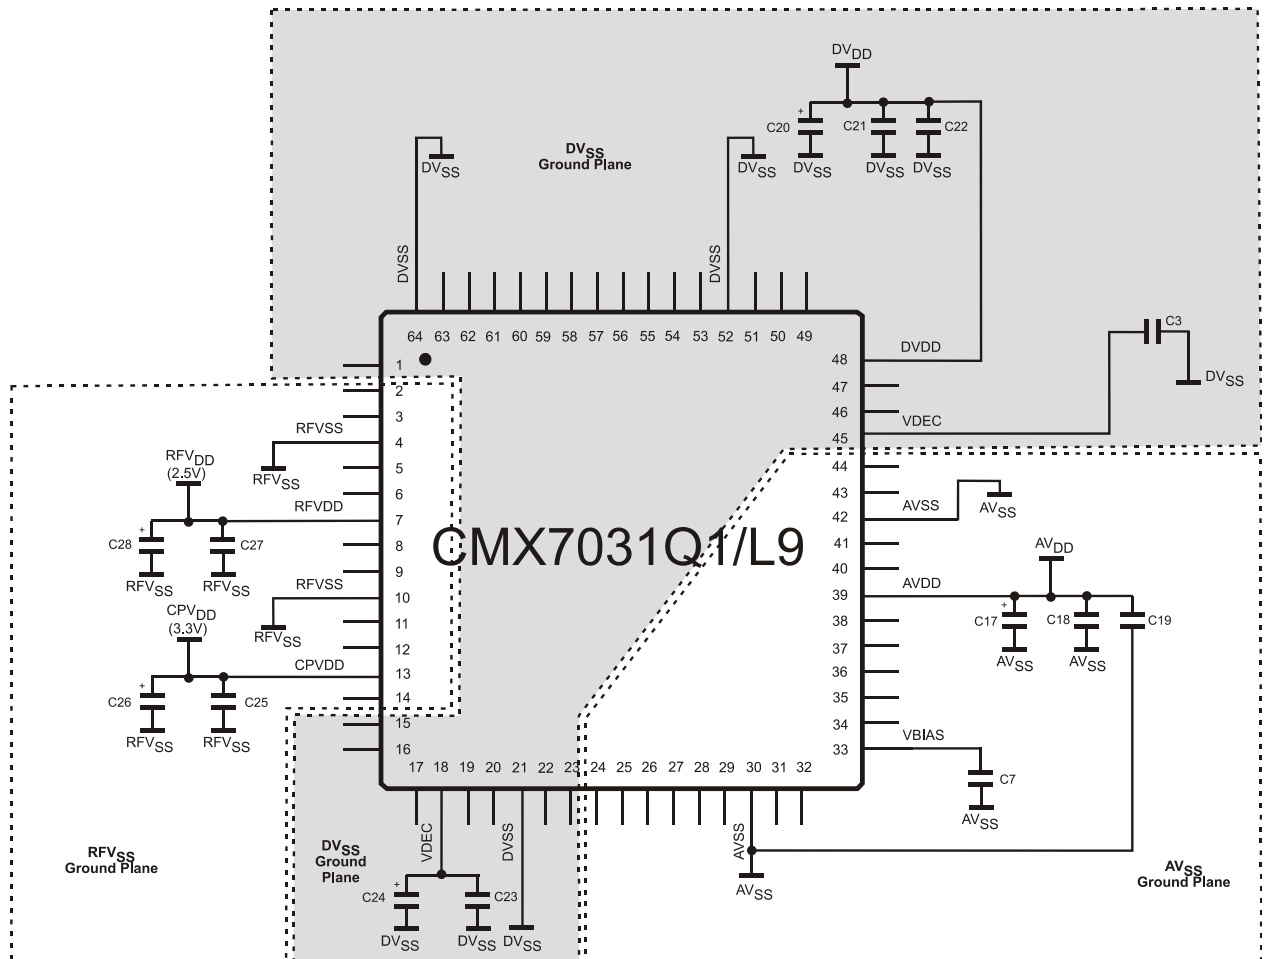 DVDD
+
C20
C21
C22
DVSS
DVSS
DVSS
DVSS
DVSS
DVSS
Ground Plane
DVSS
DVSS
64 63 62 61 60 59 58 57 56 55 54 53 52 51 50 49
C3
DVSS
1
2
3
4
5
6
7
8
9
10
11
12
13
14
15
16
RFVSS
RFVSS
RFVDD
(2.5V)
RFVDD
+
C28
C27
RFVSS
RFVSS
RFVSS
CPVDD
(3.3V)
RFVSS
CPVDD
+
C26
C25
RFVSS
RFVSS
CMX7031Q1/L9
48
47
46
45
44
43
42
41
40
39
38
37
36
35
34
33
DVDD
VDEC
AVSS
AVSS
AVDD
AVDD
+
C17
C18
C19
AVSS
AVSS
VBIAS
C7
AVSS
17 18 19 20 21 22 23 24 25 26 27 28 29 30 31 32
VDEC
DVSS
AVSS
AVSS
RFVSS
Ground Plane
DVSS
Ground
Plane
+
C24
C23
DVSS
DVSS
DVSS
AVSS
Ground Plane